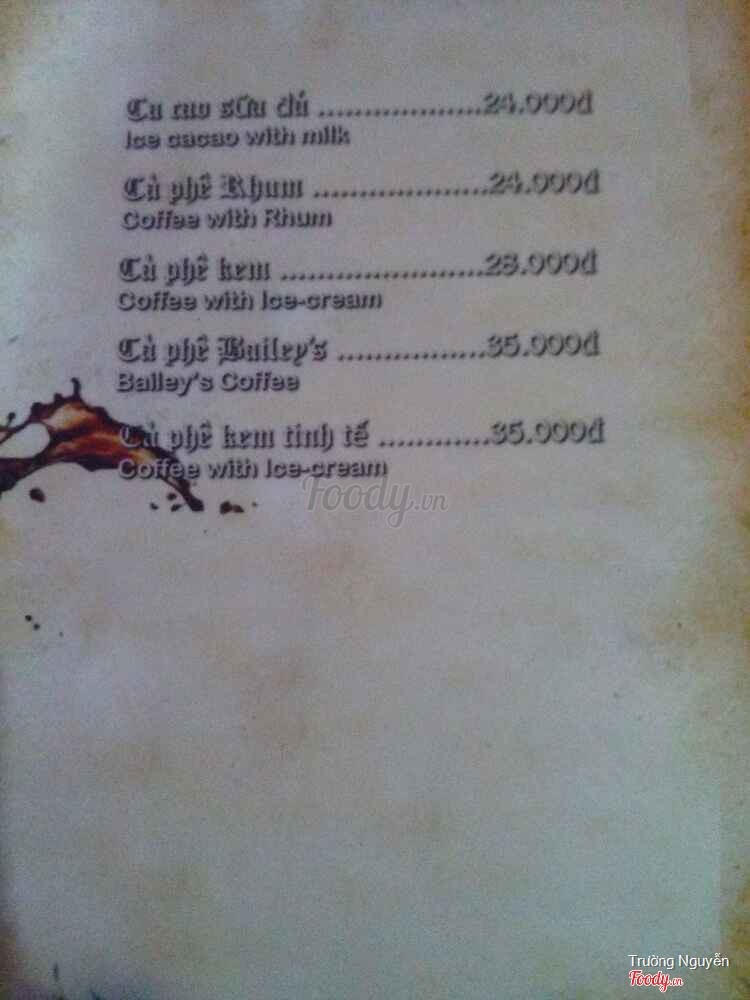 Ca cao sữa đá ..................24.000đ
Ice cacao with milk
Cà phê Rhum ...................24.000đ
Coffee with Rhum
Cà phê kem ......................28.000đ
Coffee with Ice-cream
Cà phê Bailey's ................35.000đ
Bailey's Coffee
Cà phê kem tinh tế ............35.000đ
Coffee with Ice-cream
Foody.vn
Trường Nguyễn
Foody.vn